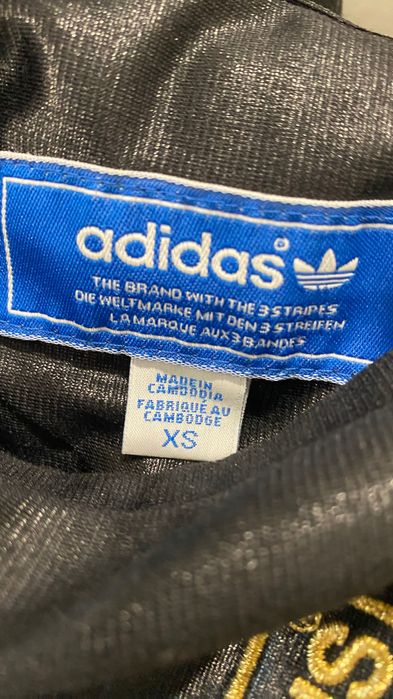 adidas
THE BRAND WITH THE 3 STRIPES
DIE WELTMARKE MIT DEN 3 STREIFEN
LA MARQUE AUX 3 BANDES
MADE IN
CAMBODIA
FABRIQUÉ AU
CAMBODGE
XS